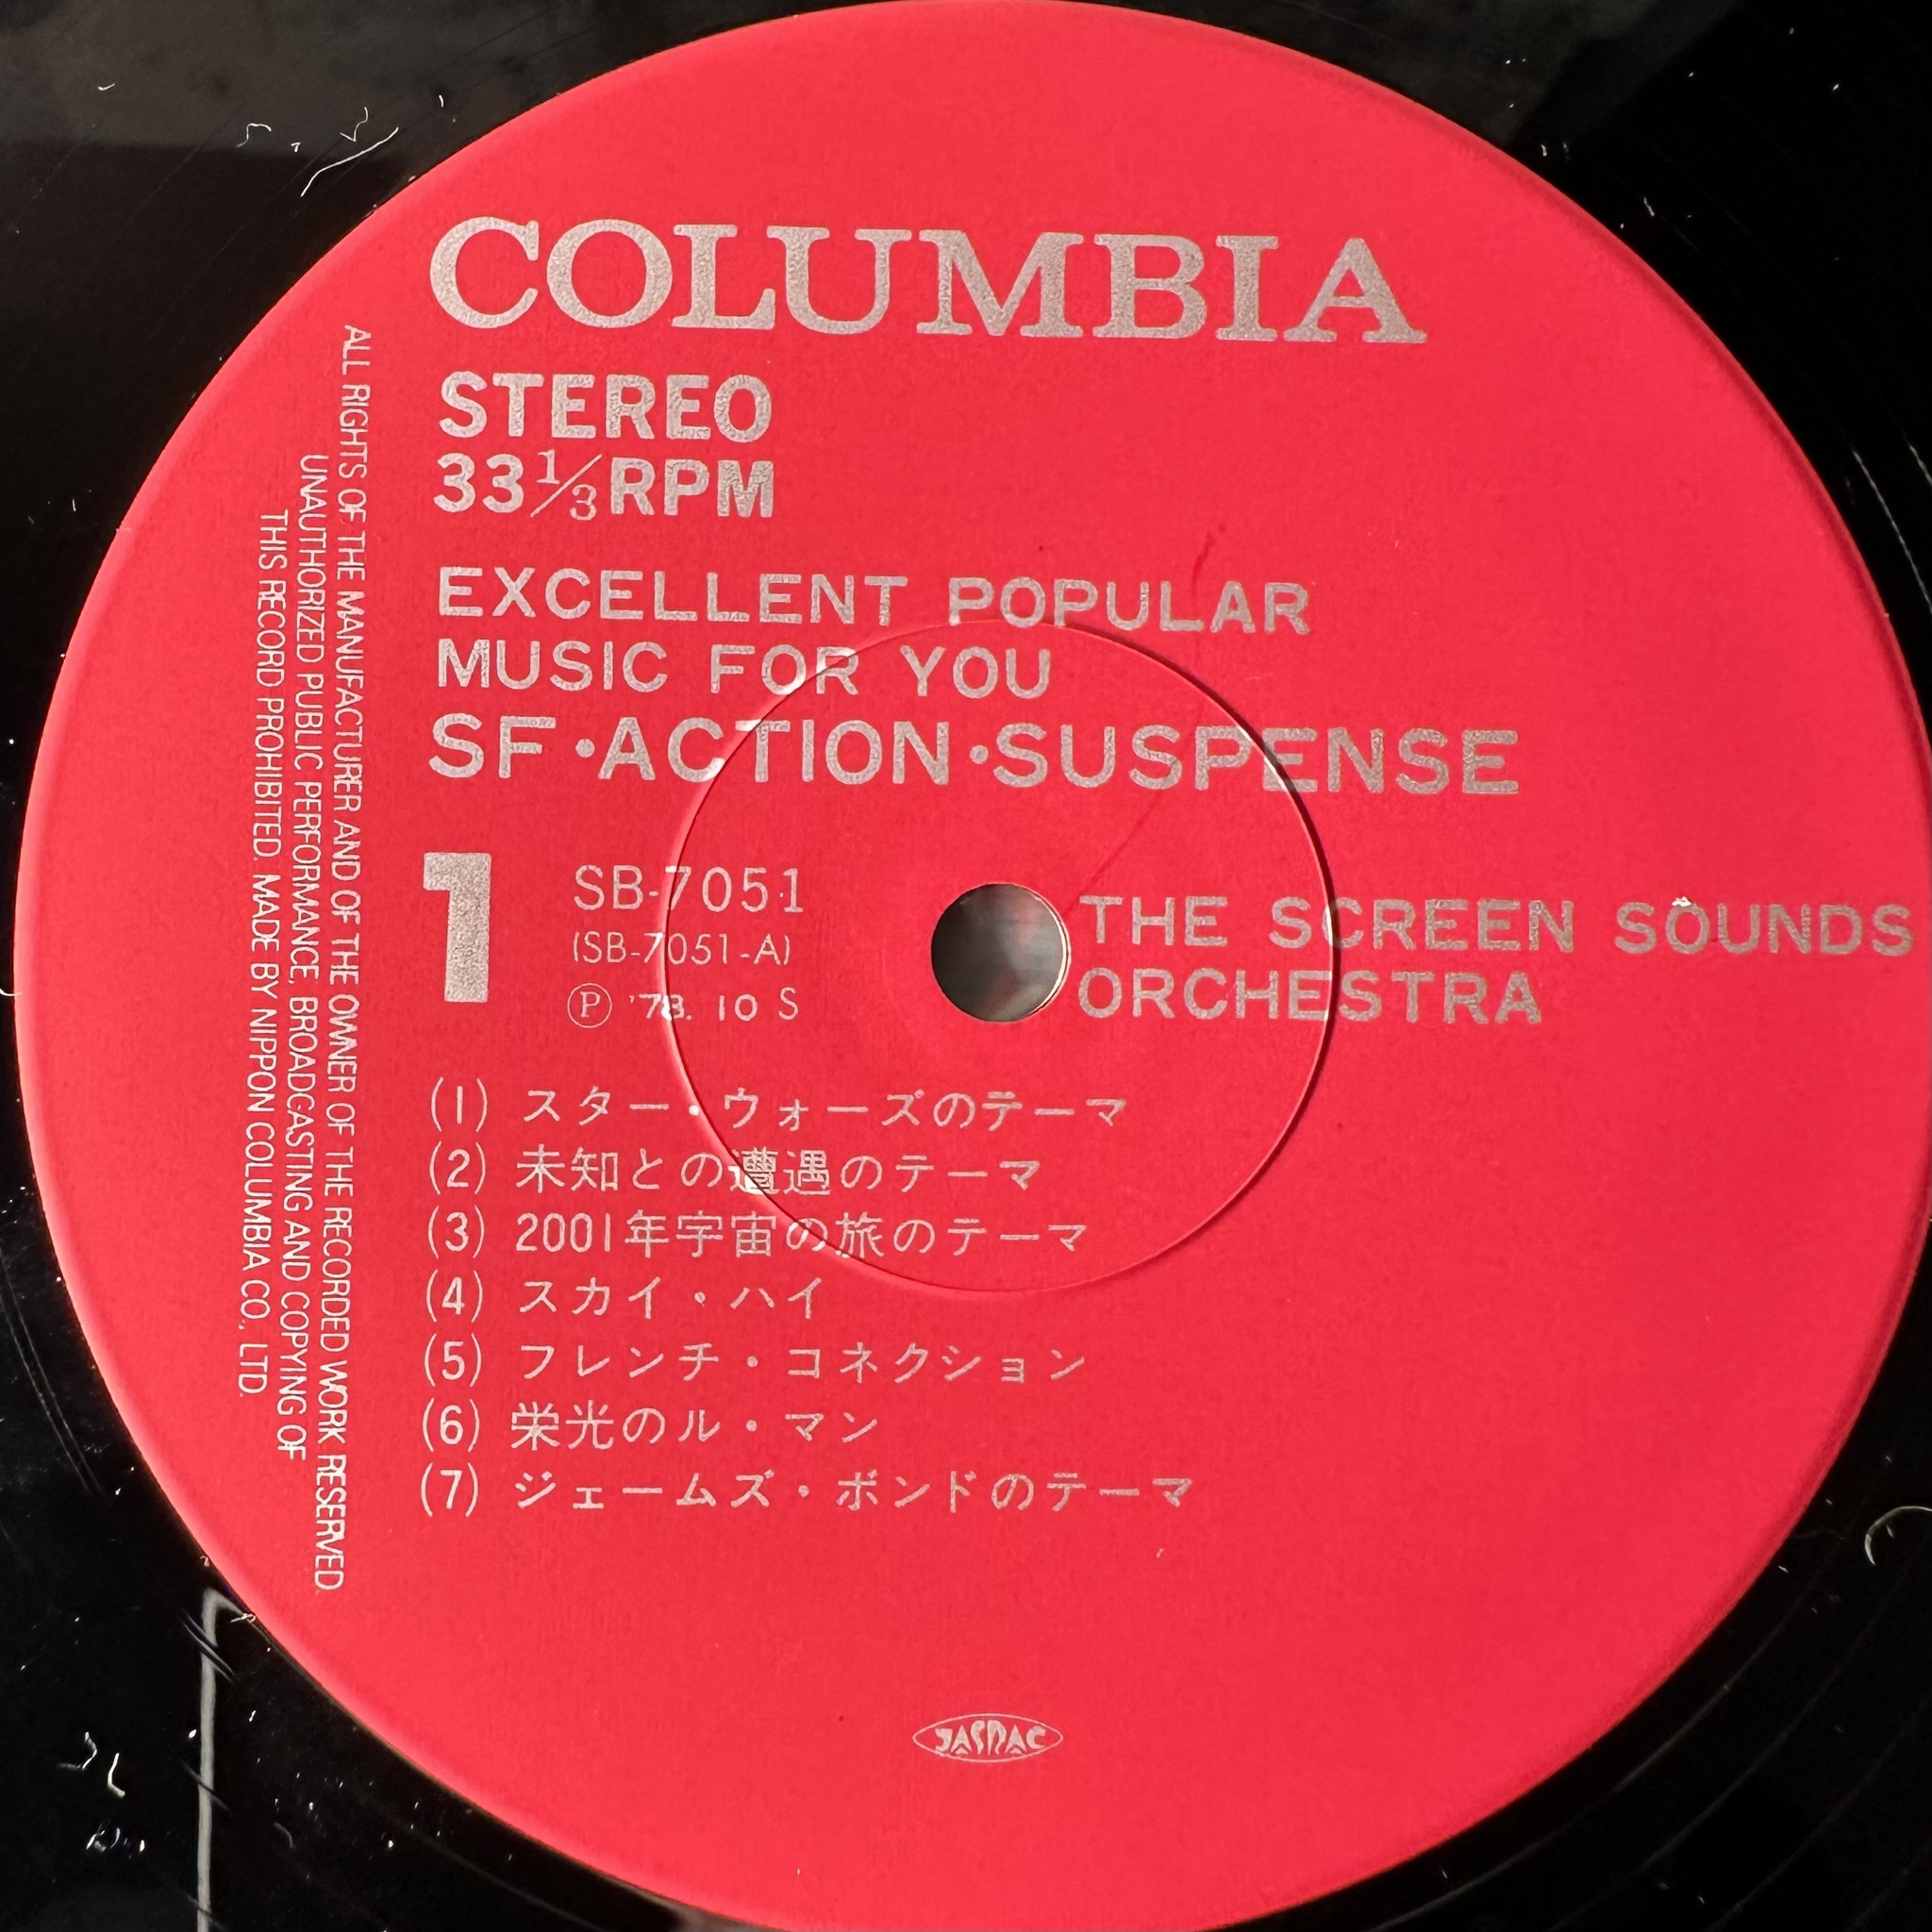 COLUMBIA
STEREO
33 1/3 RPM
EXCELLENT POPULAR
MUSIC FOR YOU
SF・ACTION・SUSPENSE
1
SB-7051
(SB-7051-A)
Ⓟ '78. 10 S
THE SCREEN SOUNDS
ORCHESTRA
(1) スター・ウォーズのテーマ
(2) 未知との遭遇のテーマ
(3) 2001年宇宙の旅のテーマ
(4) スカイ・ハイ
(5) フレンチ・コネクション
(6) 栄光のル・マン
(7) ジェームズ・ボンドのテーマ
JASRAC
ALL RIGHTS OF THE MANUFACTURER AND OF THE OWNER OF THE RECORDED WORK RESERVED
UNAUTHORIZED PUBLIC PERFORMANCE, BROADCASTING AND COPYING OF
THIS RECORD PROHIBITED. MADE BY NIPPON COLUMBIA CO., LTD.